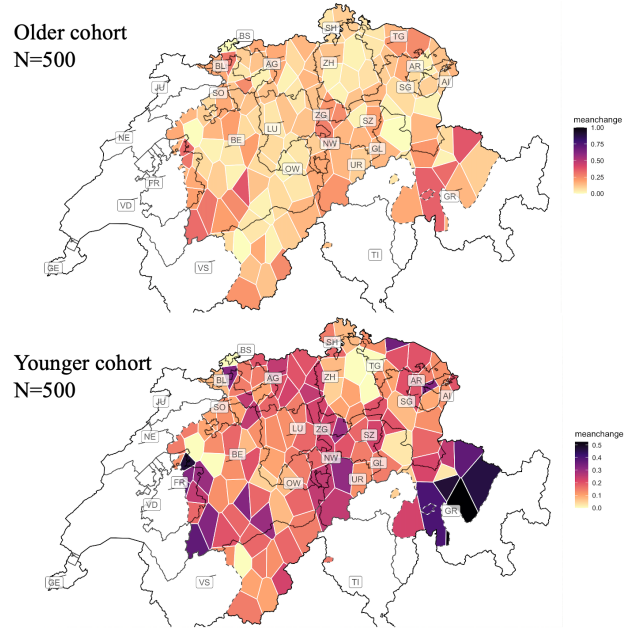 Older cohort
N=500
BS
SH
TG
BL
AG
ZH
AR
AI
JU
SO
SG
NE
ZG
SZ
LU
BE
NW
GL
FR
OW
UR
GR
VD
GE
VS
TI
meanchange
1.00
0.75
0.50
0.25
0.00
Younger cohort
N=500
BS
SH
TG
BL
AG
ZH
AR
AI
JU
SO
SG
NE
LU
ZG
SZ
BE
NW
GL
FR
OW
UR
VD
GR
GE
VS
TI
meanchange
0.5
0.4
0.3
0.2
0.1
0.0